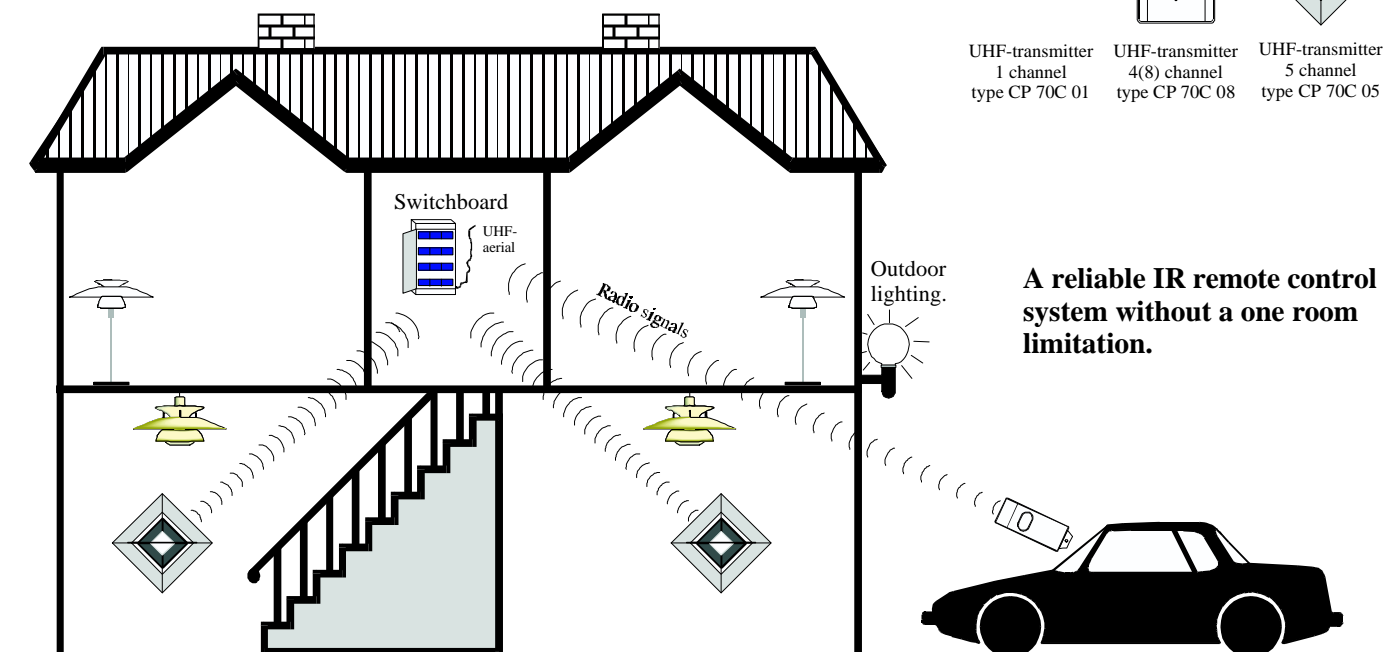 UHF-transmitter
1 channel
type CP 70C 01
UHF-transmitter
4(8) channel
type CP 70C 08
UHF-transmitter
5 channel
type CP 70C 05
Switchboard
UHF-
aerial
Radio signals
Outdoor
lighting.
A reliable IR remote control
system without a one room
limitation.